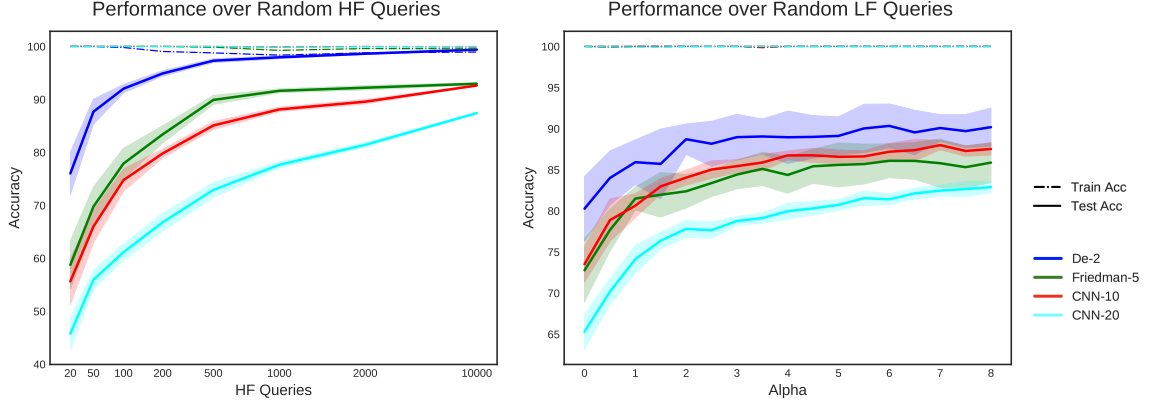 Performance over Random HF Queries
Accuracy
100
90
80
70
60
50
40
20 50 100 200 500 1000 2000 10000
HF Queries
Performance over Random LF Queries
Accuracy
100
95
90
85
80
75
70
65
0 1 2 3 4 5 6 7 8
Alpha
Train Acc
Test Acc
De-2
Friedman-5
CNN-10
CNN-20